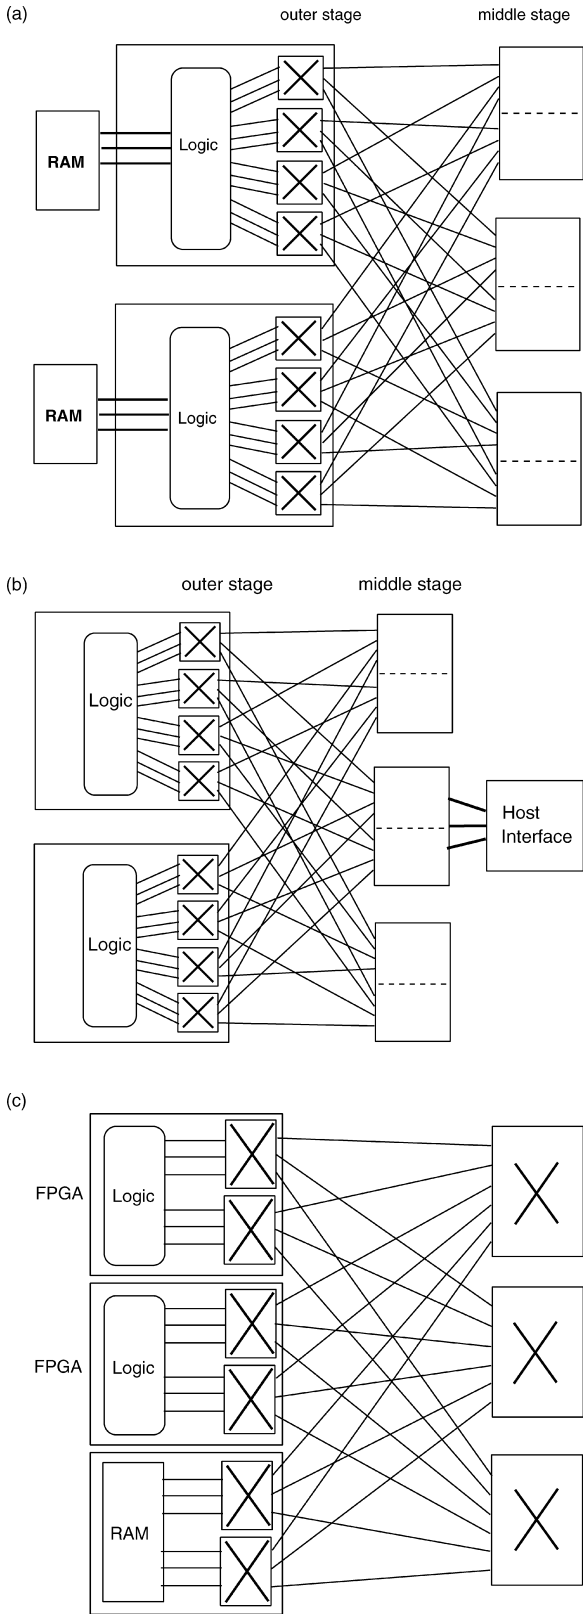 (a)
outer stage
middle stage
RAM
Logic
RAM
Logic
(b)
outer stage
middle stage
Logic
Host
Interface
Logic
(c)
FPGA
Logic
FPGA
Logic
RAM